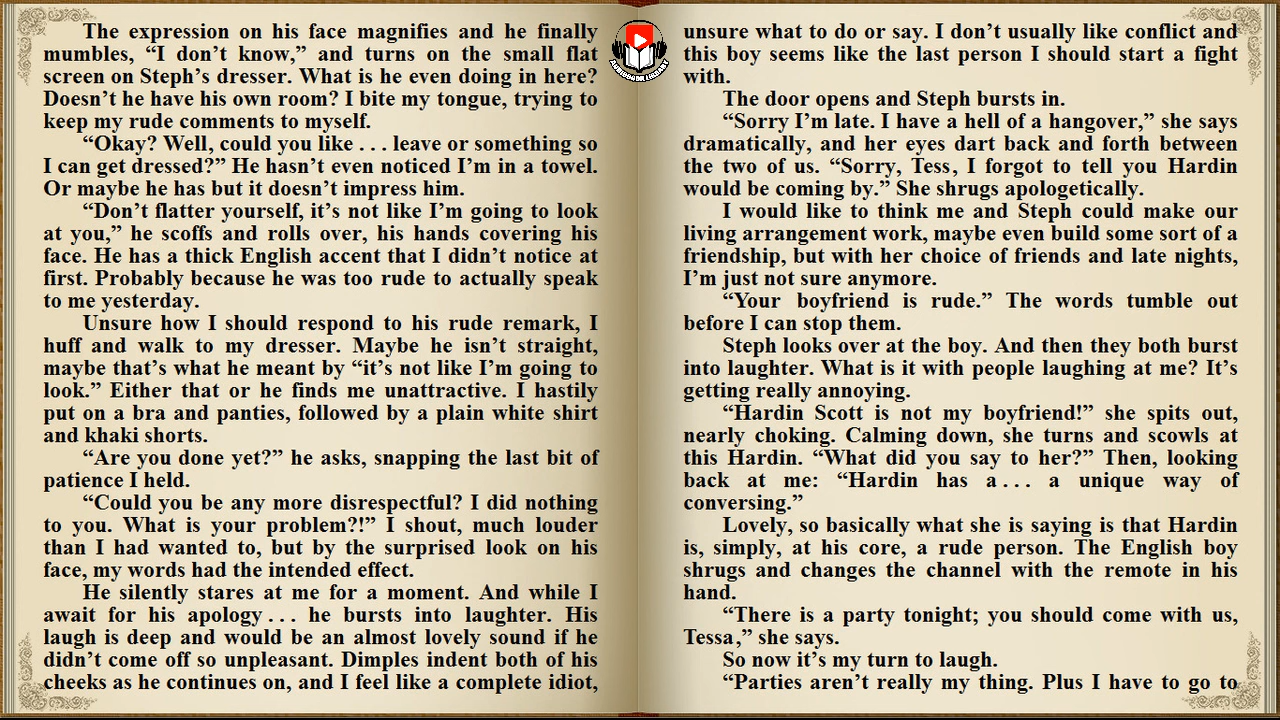 The expression on his face magnifies and he finally
mumbles, “I don’t know,” and turns on the small flat
screen on Steph’s dresser. What is he even doing in here?
Doesn’t he have his own room? I bite my tongue, trying to
keep my rude comments to myself.
“Okay? Well, could you like . . . leave or something so
I can get dressed?” He hasn’t even noticed I’m in a towel.
Or maybe he has but it doesn’t impress him.
“Don’t flatter yourself, it’s not like I’m going to look
at you,” he scoffs and rolls over, his hands covering his
face. He has a thick English accent that I didn’t notice at
first. Probably because he was too rude to actually speak
to me yesterday.
Unsure how I should respond to his rude remark, I
huff and walk to my dresser. Maybe he isn’t straight,
maybe that’s what he meant by “it’s not like I’m going to
look.” Either that or he finds me unattractive. I hastily
put on a bra and panties, followed by a plain white shirt
and khaki shorts.
“Are you done yet?” he asks, snapping the last bit of
patience I held.
“Could you be any more disrespectful? I did nothing
to you. What is your problem?!” I shout, much louder
than I had wanted to, but by the surprised look on his
face, my words had the intended effect.
He silently stares at me for a moment. And while I
await for his apology . . . he bursts into laughter. His
laugh is deep and would be an almost lovely sound if he
didn’t come off so unpleasant. Dimples indent both of his
cheeks as he continues on, and I feel like a complete idiot,
AUDIOBOOK LIBRARY
unsure what to do or say. I don’t usually like conflict and
this boy seems like the last person I should start a fight
with.
The door opens and Steph bursts in.
“Sorry I’m late. I have a hell of a hangover,” she says
dramatically, and her eyes dart back and forth between
the two of us. “Sorry, Tess, I forgot to tell you Hardin
would be coming by.” She shrugs apologetically.
I would like to think me and Steph could make our
living arrangement work, maybe even build some sort of a
friendship, but with her choice of friends and late nights,
I’m just not sure anymore.
“Your boyfriend is rude.” The words tumble out
before I can stop them.
Steph looks over at the boy. And then they both burst
into laughter. What is it with people laughing at me? It’s
getting really annoying.
“Hardin Scott is not my boyfriend!” she spits out,
nearly choking. Calming down, she turns and scowls at
this Hardin. “What did you say to her?” Then, looking
back at me: “Hardin has a . . . a unique way of
conversing.”
Lovely, so basically what she is saying is that Hardin
is, simply, at his core, a rude person. The English boy
shrugs and changes the channel with the remote in his
hand.
“There is a party tonight; you should come with us,
Tessa,” she says.
So now it’s my turn to laugh.
“Parties aren’t really my thing. Plus I have to go to